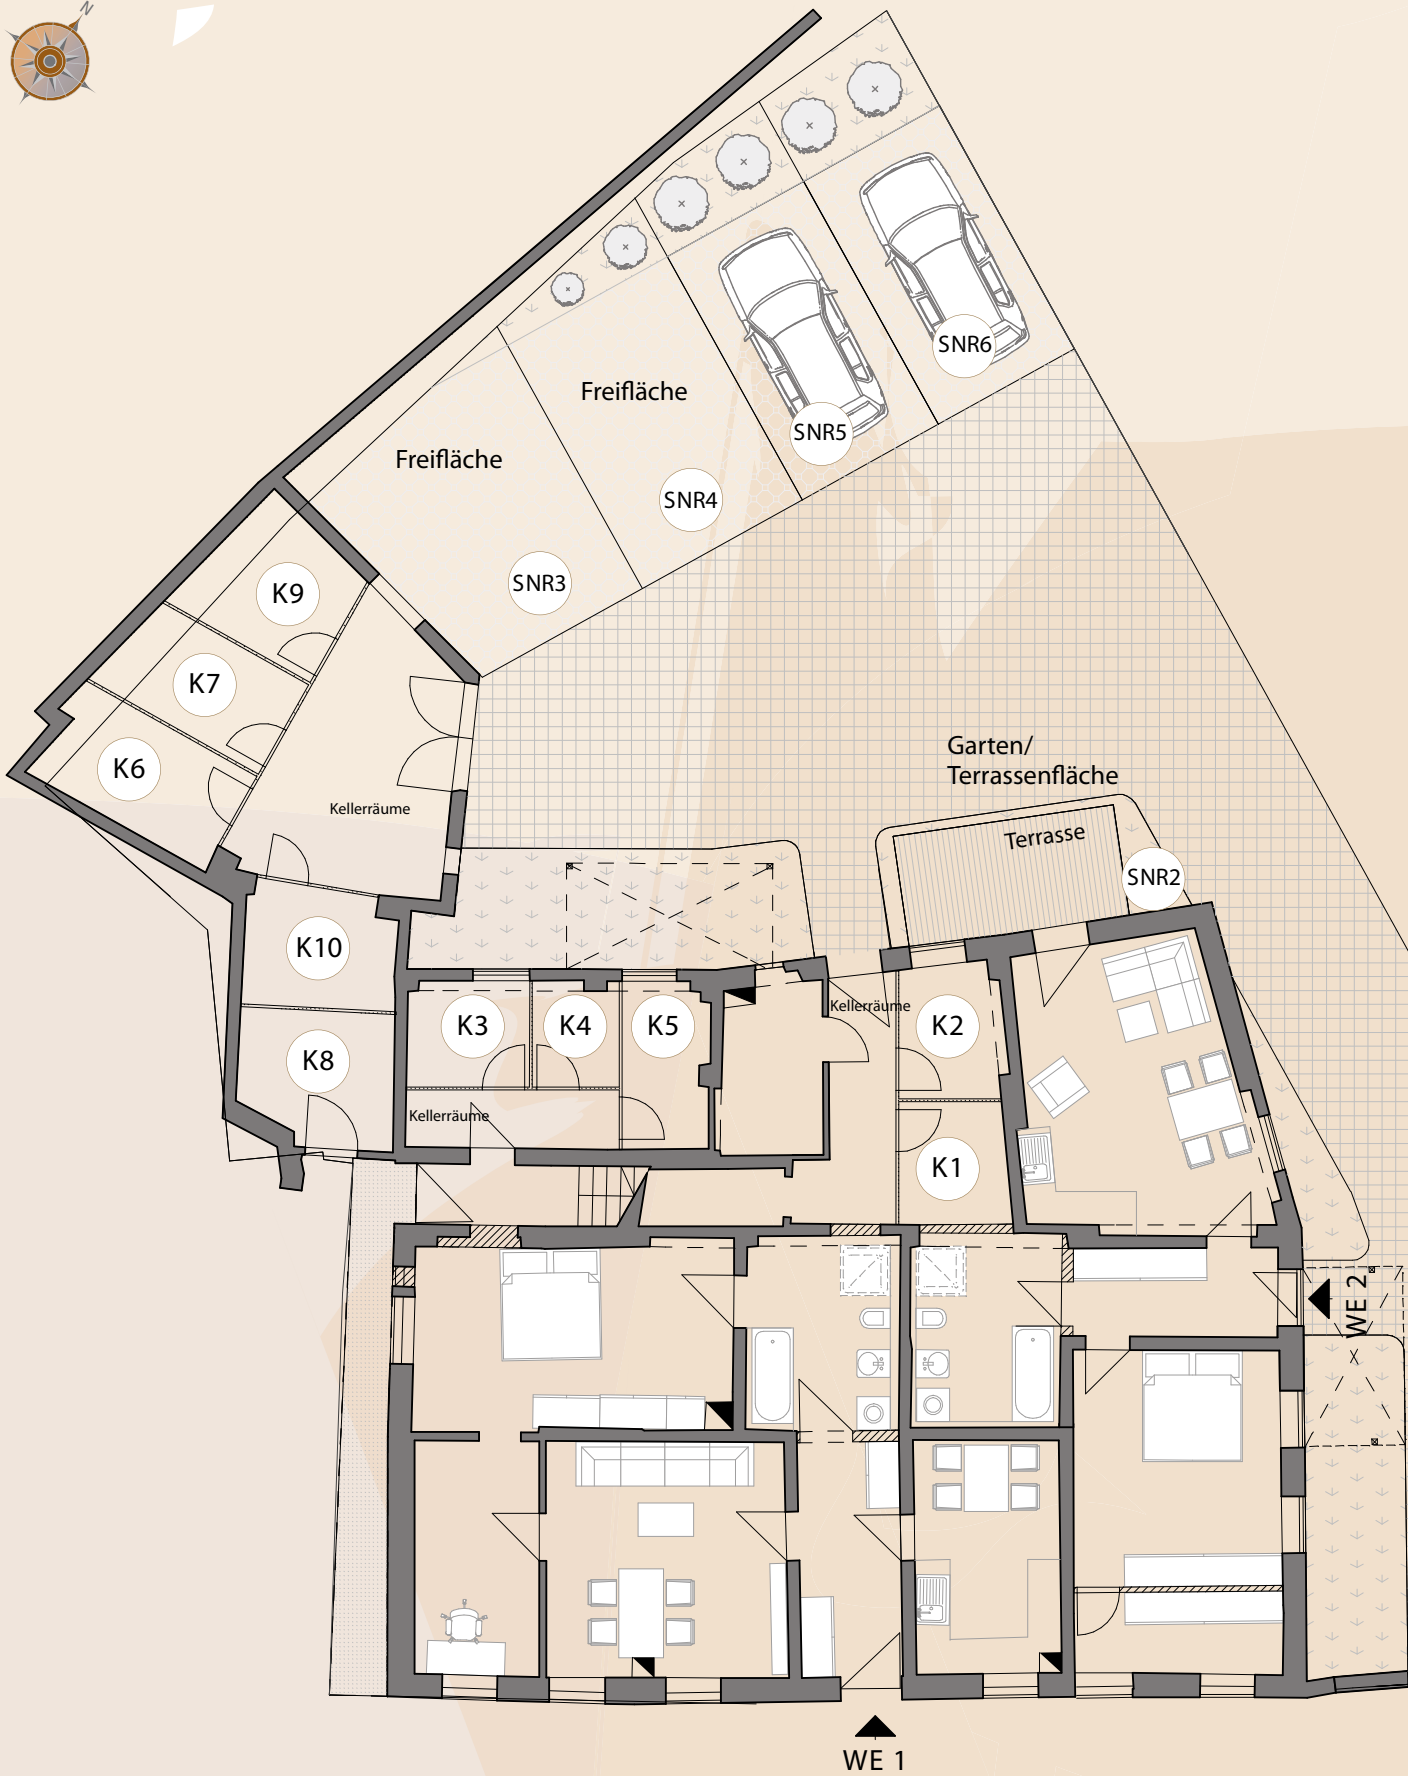 N
SNR6
Freifläche
SNR5
Freifläche
SNR4
SNR3
K9
K7
K6
Garten/
Terrassenfläche
Kellerräume
Terrasse
SNR2
K10
Kellerräume
K3
K4
K5
K2
K8
Kellerräume
K1
WE 2
WE 1